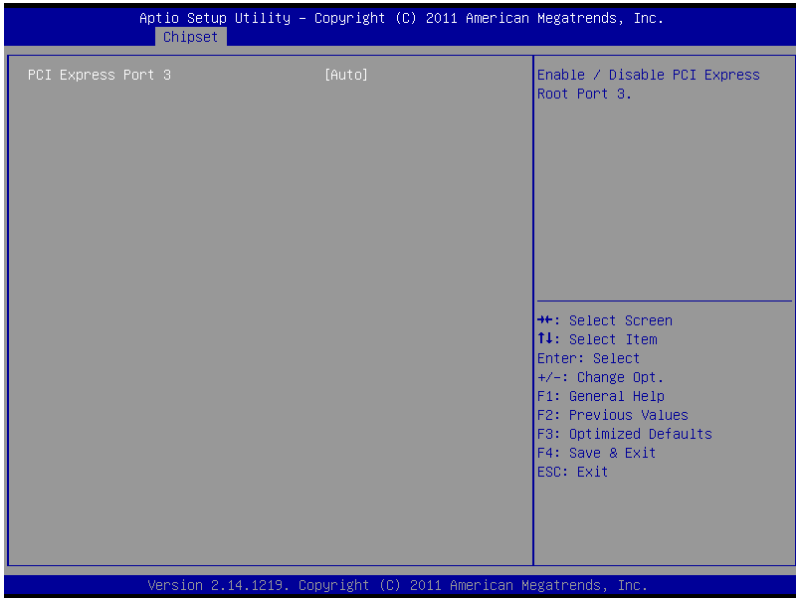 Aptio Setup Utility – Copyright (C) 2011 American Megatrends, Inc.
Chipset
PCI Express Port 3 [Auto]
Enable / Disable PCI Express
Root Port 3.
→←: Select Screen
↑↓: Select Item
Enter: Select
+/-: Change Opt.
F1: General Help
F2: Previous Values
F3: Optimized Defaults
F4: Save & Exit
ESC: Exit
Version 2.14.1219. Copyright (C) 2011 American Megatrends, Inc.